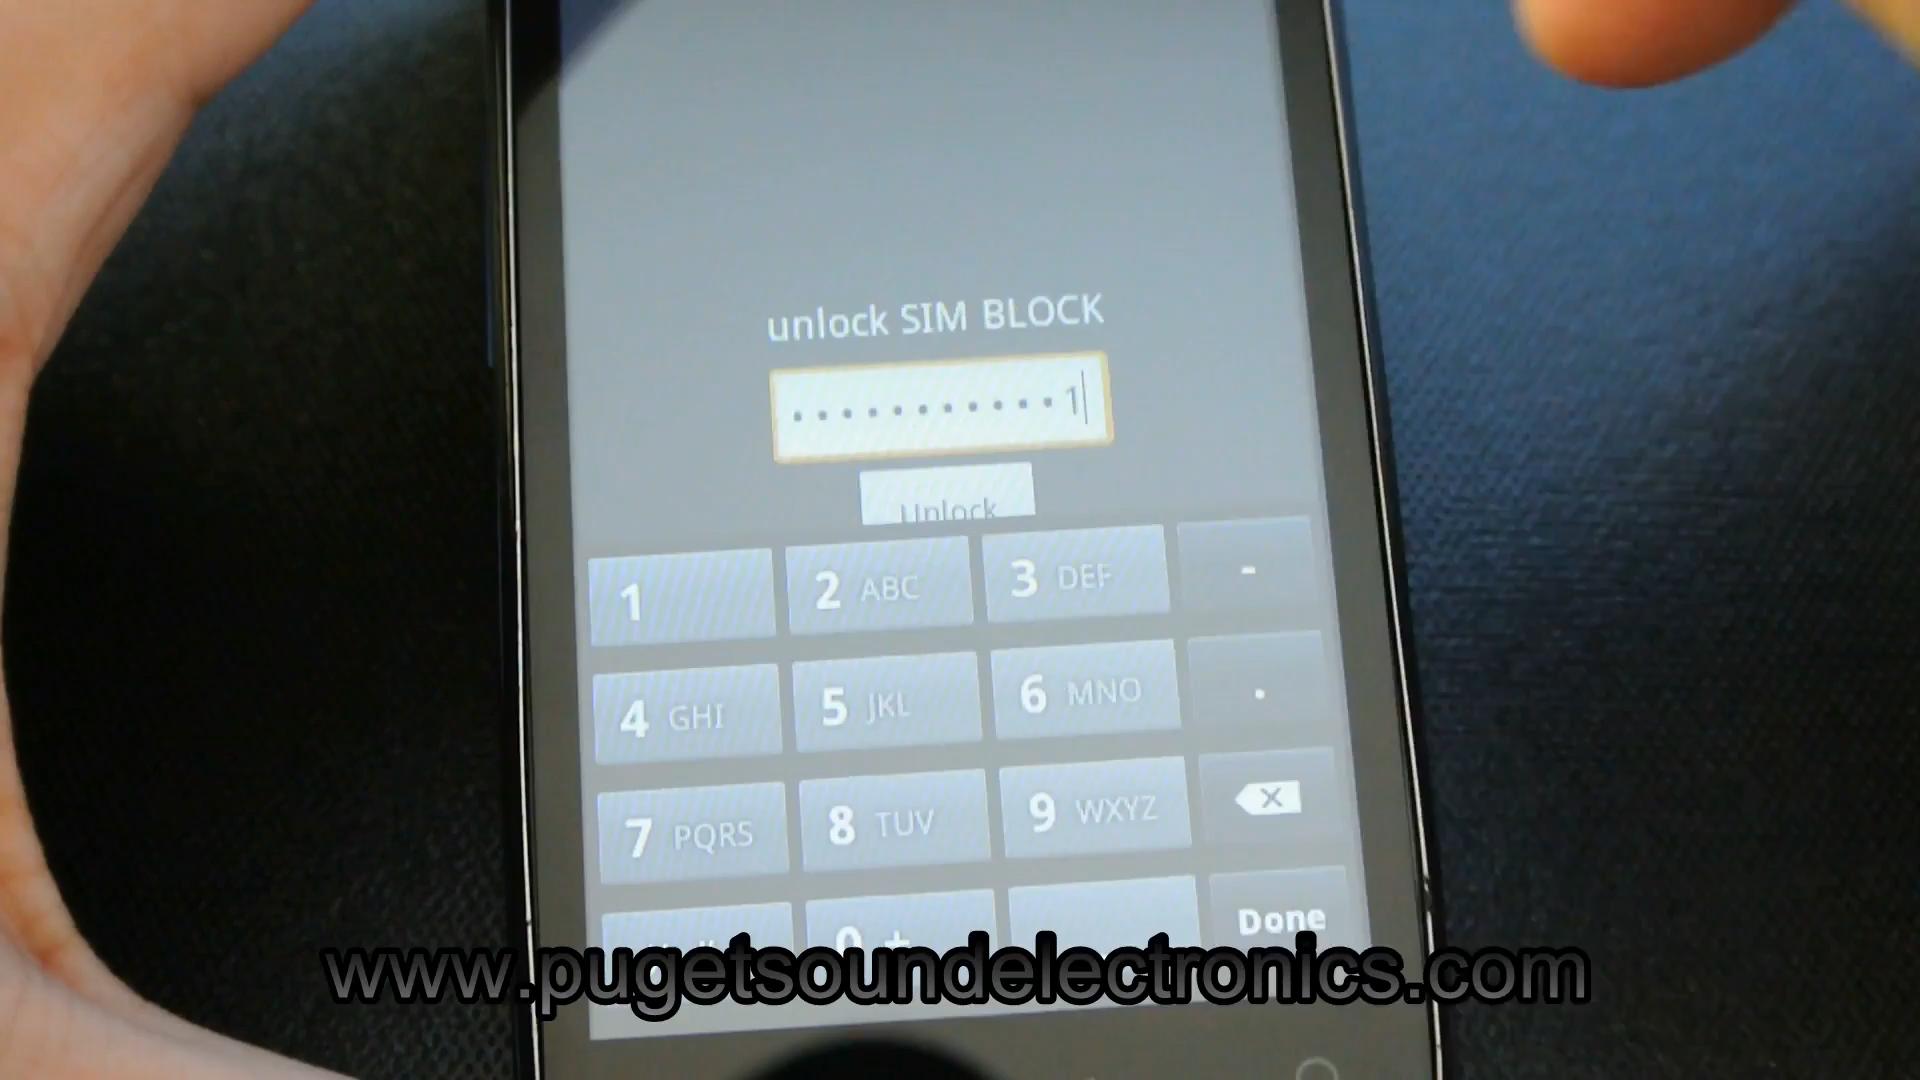 unlock SIM BLOCK
•••••••••••1
Unlock
1
2 ABC
3 DEF
-
4 GHI
5 JKL
6 MNO
.
7 PQRS
8 TUV
9 WXYZ
0 +
Done
www.pugetsoundelectronics.com